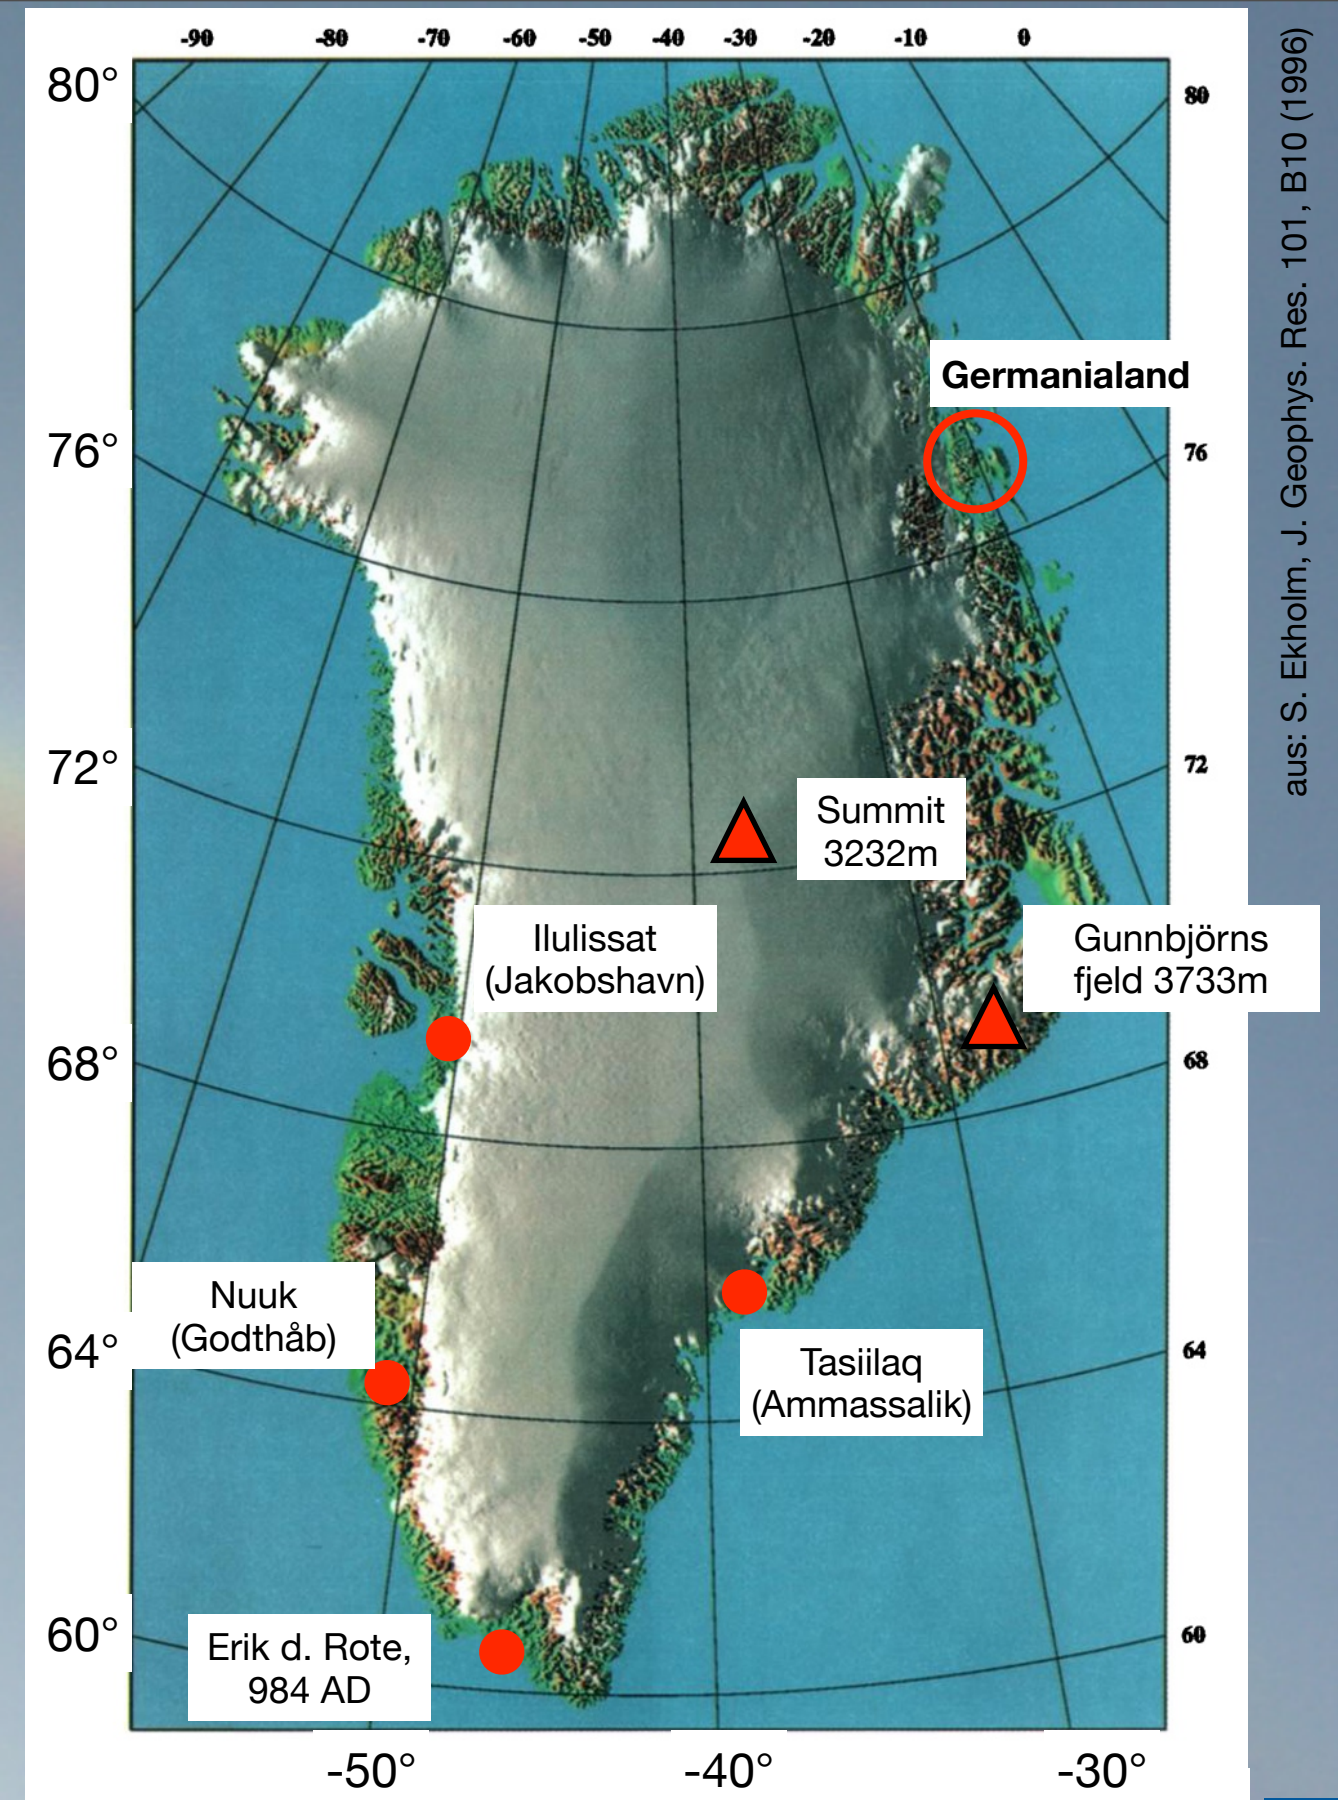 -90 -80 -70 -60 -50 -40 -30 -20 -10 0
80°
80
Germanialand
76°
76
72°
72
Summit
3232m
Ilulissat
(Jakobshavn)
Gunnbjörns
fjeld 3733m
68°
68
Nuuk
(Godthåb)
64°
64
Tasiilaq
(Ammassalik)
60°
60
Erik d. Rote,
984 AD
-50° -40° -30°
aus: S. Ekholm, J. Geophys. Res. 101, B10 (1996)